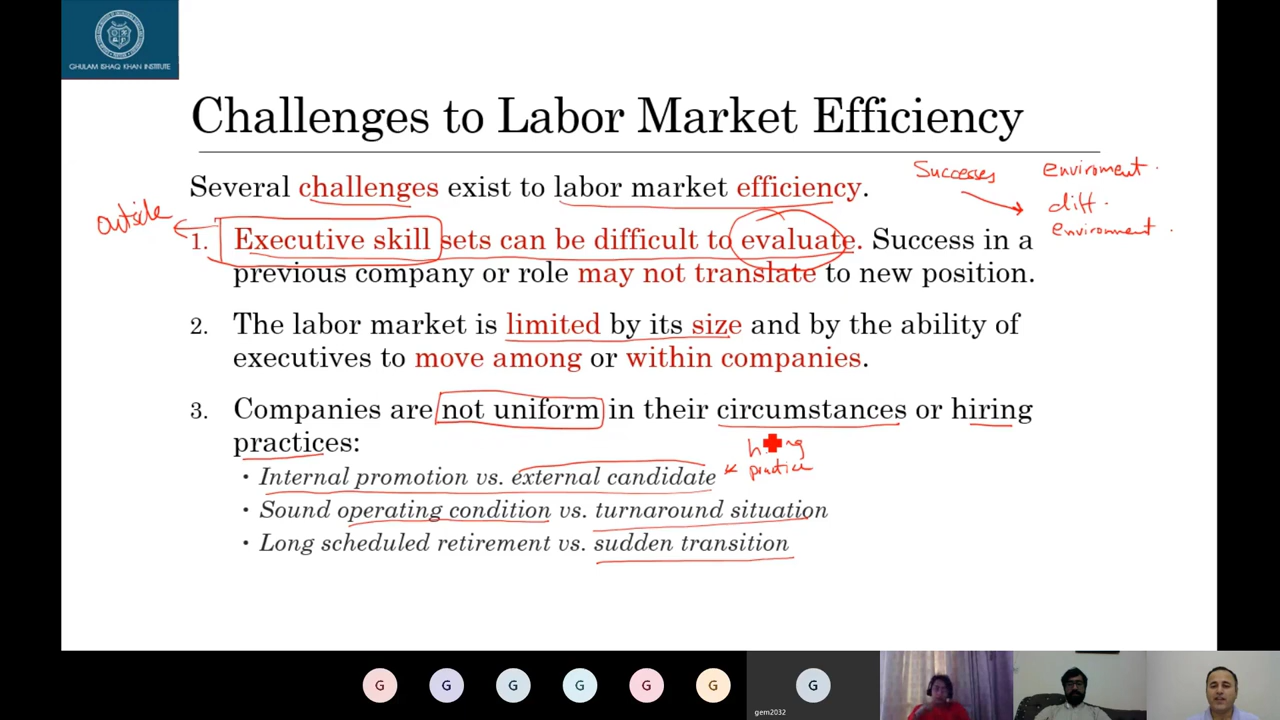 GHULAM ISHAQ KHAN INSTITUTE
Challenges to Labor Market Efficiency
Several challenges exist to labor market efficiency.
Successes
enviroment.
diff.
environment.
outside
1. Executive skill sets can be difficult to evaluate. Success in a
previous company or role may not translate to new position.
2. The labor market is limited by its size and by the ability of
executives to move among or within companies.
3. Companies are not uniform in their circumstances or hiring
practices:
practice
• Internal promotion vs. external candidate
• Sound operating condition vs. turnaround situation
• Long scheduled retirement vs. sudden transition
G
G
G
G
G
G
G
gem2032